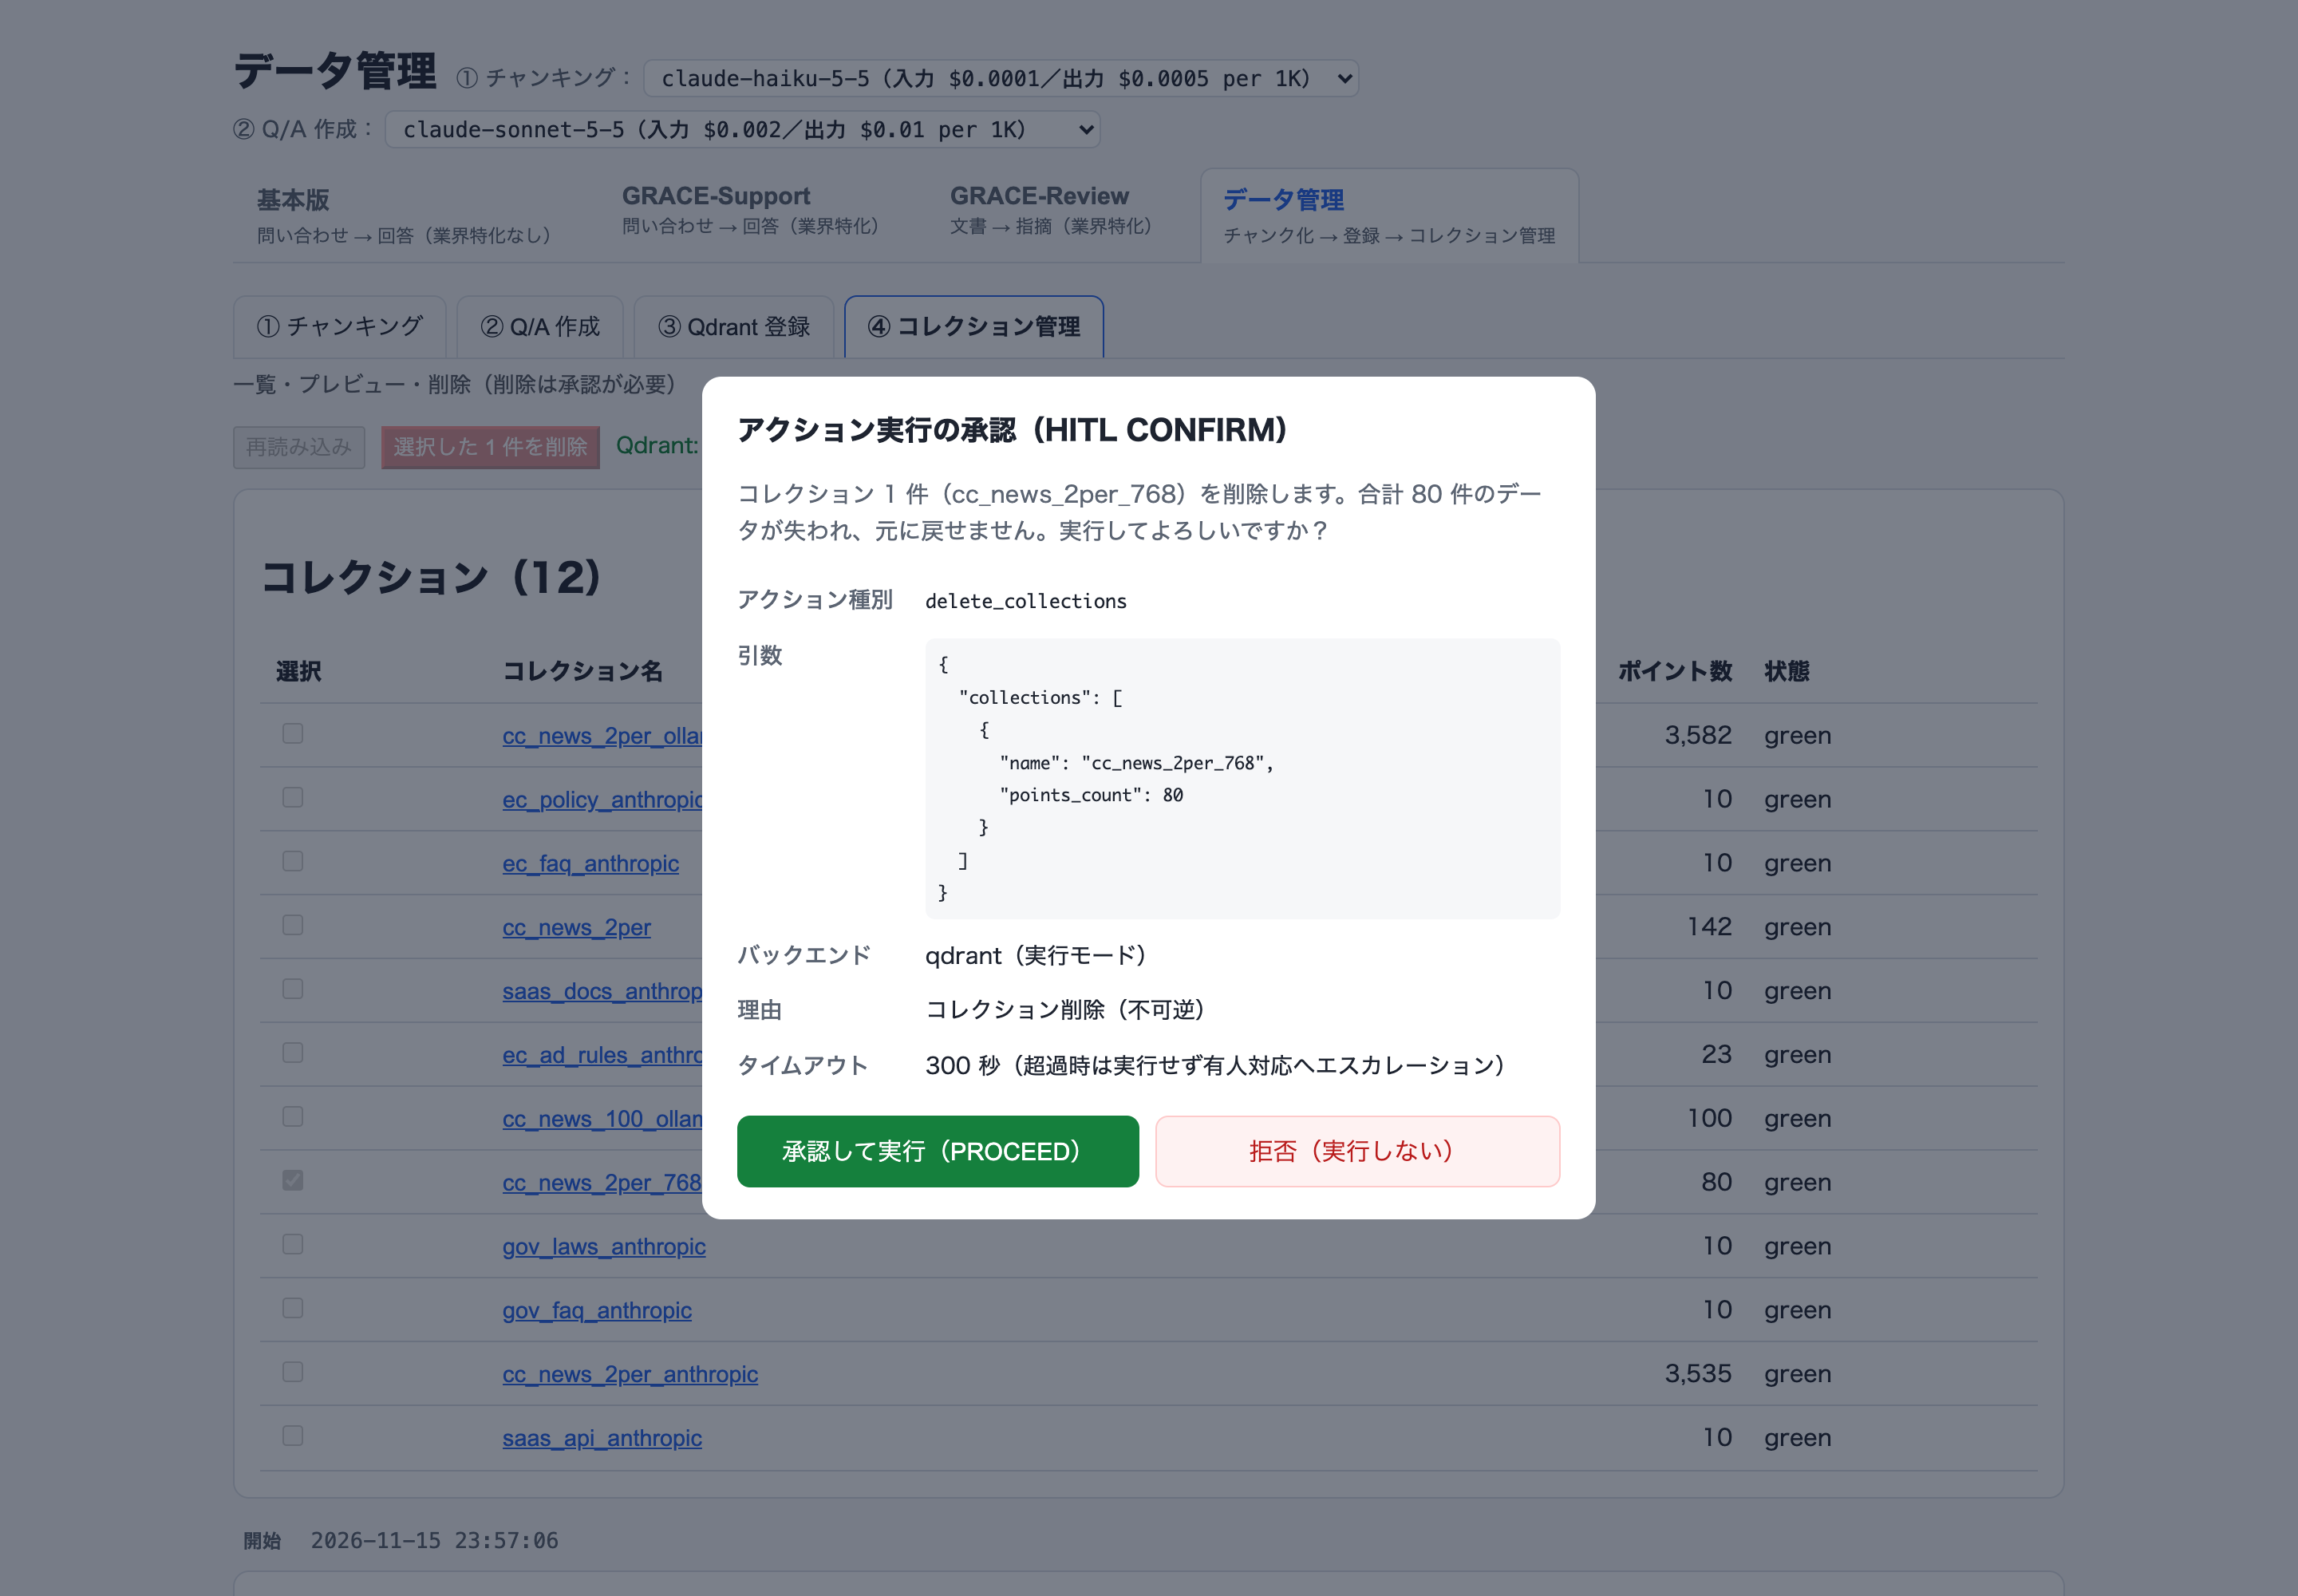 データ管理 ① チャンキング： claude-haiku-5-5（入力 $0.0001／出力 $0.0005 per 1K）
② Q/A 作成： claude-sonnet-5-5（入力 $0.002／出力 $0.01 per 1K）
基本版 GRACE-Support GRACE-Review データ管理
問い合わせ → 回答（業界特化なし） 問い合わせ → 回答（業界特化） 文書 → 指摘（業界特化） チャンク化 → 登録 → コレクション管理
① チャンキング ② Q/A 作成 ③ Qdrant 登録 ④ コレクション管理
一覧・プレビュー・削除（削除は承認が必要）
再読み込み 選択した 1 件を削除 Qdrant:
アクション実行の承認（HITL CONFIRM）
コレクション 1 件（cc_news_2per_768）を削除します。合計 80 件のデー
タが失われ、元に戻せません。実行してよろしいですか？
アクション種別 delete_collections
引数
{
"collections": [
{
"name": "cc_news_2per_768",
"points_count": 80
}
]
}
バックエンド qdrant（実行モード）
理由 コレクション削除（不可逆）
タイムアウト 300 秒（超過時は実行せず有人対応へエスカレーション）
承認して実行（PROCEED） 拒否（実行しない）
コレクション（12）
選択 コレクション名 ポイント数 状態
cc_news_2per_olla 3,582 green
ec_policy_anthropic 10 green
ec_faq_anthropic 10 green
cc_news_2per 142 green
saas_docs_anthrop 10 green
ec_ad_rules_anthro 23 green
cc_news_100_ollan 100 green
cc_news_2per_768 80 green
gov_laws_anthropic 10 green
gov_faq_anthropic 10 green
cc_news_2per_anthropic 3,535 green
saas_api_anthropic 10 green
開始 2026-11-15 23:57:06